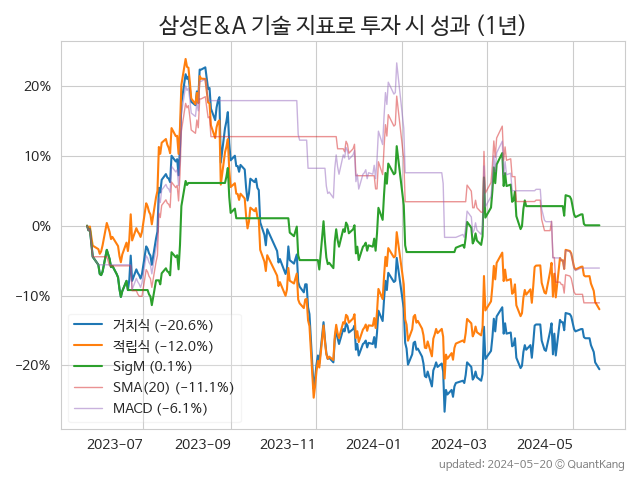 삼성E&A 기술 지표로 투자 시 성과 (1년)
20%
10%
0%
−10%
−20%
거치식 (−20.6%)
적립식 (−12.0%)
SigM (0.1%)
SMA(20) (−11.1%)
MACD (−6.1%)
2023−07
2023−09
2023−11
2024−01
2024−03
2024−05
updated: 2024−05−20 © QuantKang